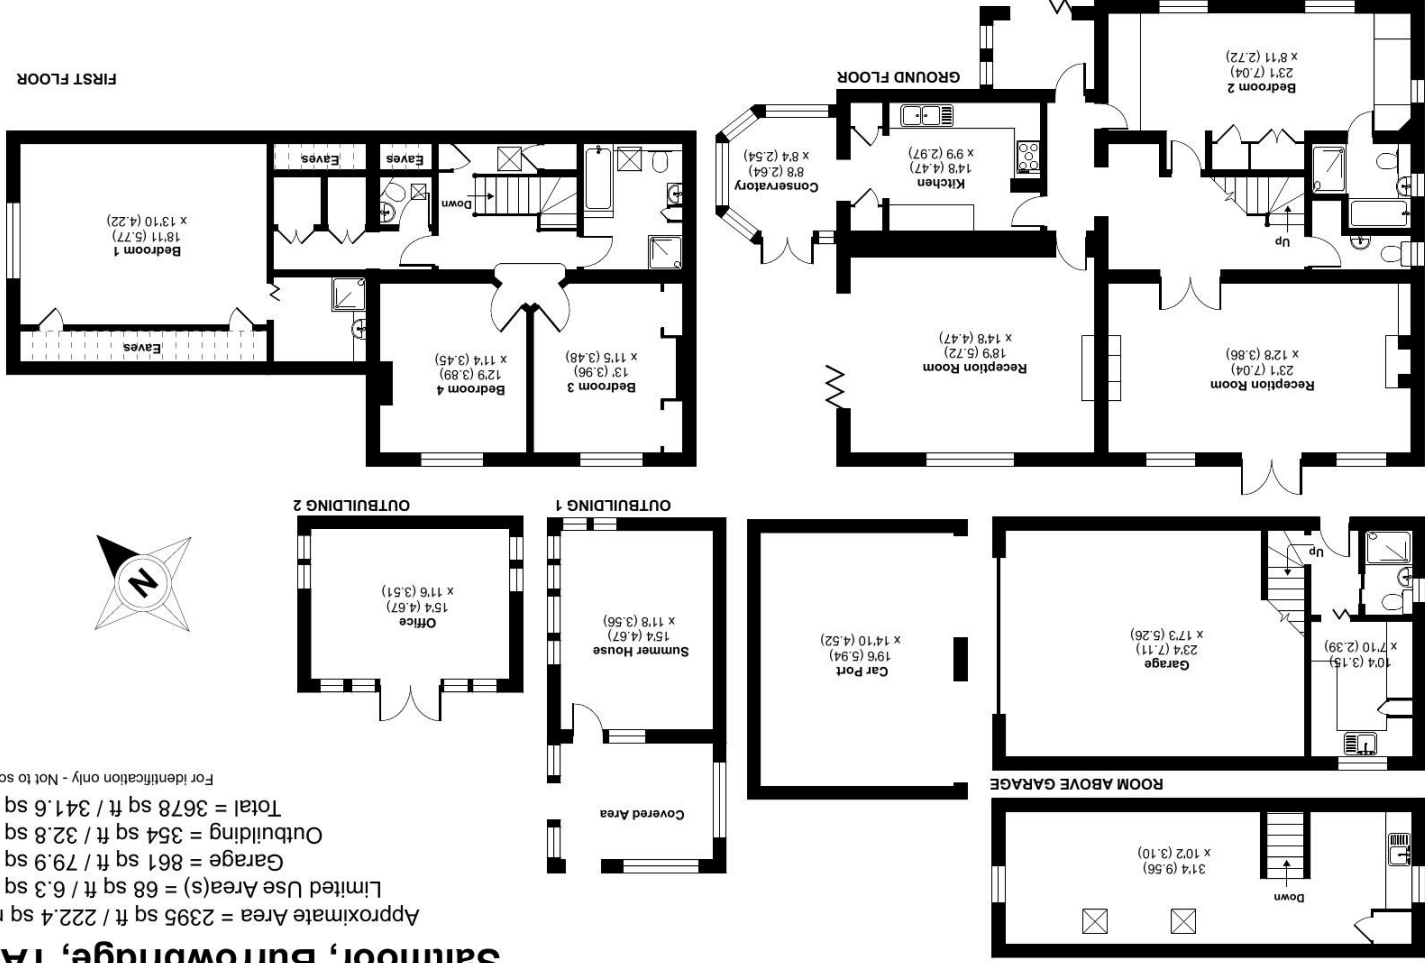 Saltmoor, Burrowbridge, TA
Approximate Area = 2395 sq ft / 222.4 sq m
Limited Use Area(s) = 68 sq ft / 6.3 sq
Garage = 861 sq ft / 79.9 sq
Outbuilding = 354 sq ft / 32.8 sq
Total = 3678 sq ft / 341.6 sq
For identification only - Not to
Down
31'4 (9.56)
x 10'2 (3.10)
ROOM ABOVE GARAGE
10'4 (3.15)
x 7'10 (2.39)
Garage
23'4 (7.11)
x 17'3 (5.26)
Up
Car Port
19'6 (5.94)
x 14'10 (4.52)
Covered Area
Summer House
15'4 (4.67)
x 11'8 (3.56)
OUTBUILDING 1
Office
15'4 (4.67)
x 11'6 (3.51)
OUTBUILDING 2
N
Reception Room
23'1 (7.04)
x 12'8 (3.86)
Reception Room
18'9 (5.72)
x 14'8 (4.47)
Up
Kitchen
14'8 (4.47)
x 9'9 (2.97)
Conservatory
8'8 (2.64)
x 8'4 (2.54)
Bedroom 2
23'1 (7.04)
x 8'11 (2.72)
GROUND FLOOR
Bedroom 3
13' (3.96)
x 11'5 (3.48)
Bedroom 4
12'9 (3.89)
x 11'4 (3.45)
Eaves
Bedroom 1
18'11 (5.77)
x 13'10 (4.22)
Down
Eaves
Eaves
FIRST FLOOR